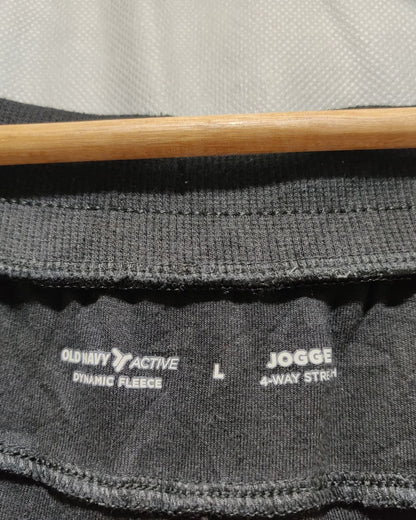 OLD NAVY ACTIVE
DYNAMIC FLEECE
L
JOGGE
4-WAY STRE H